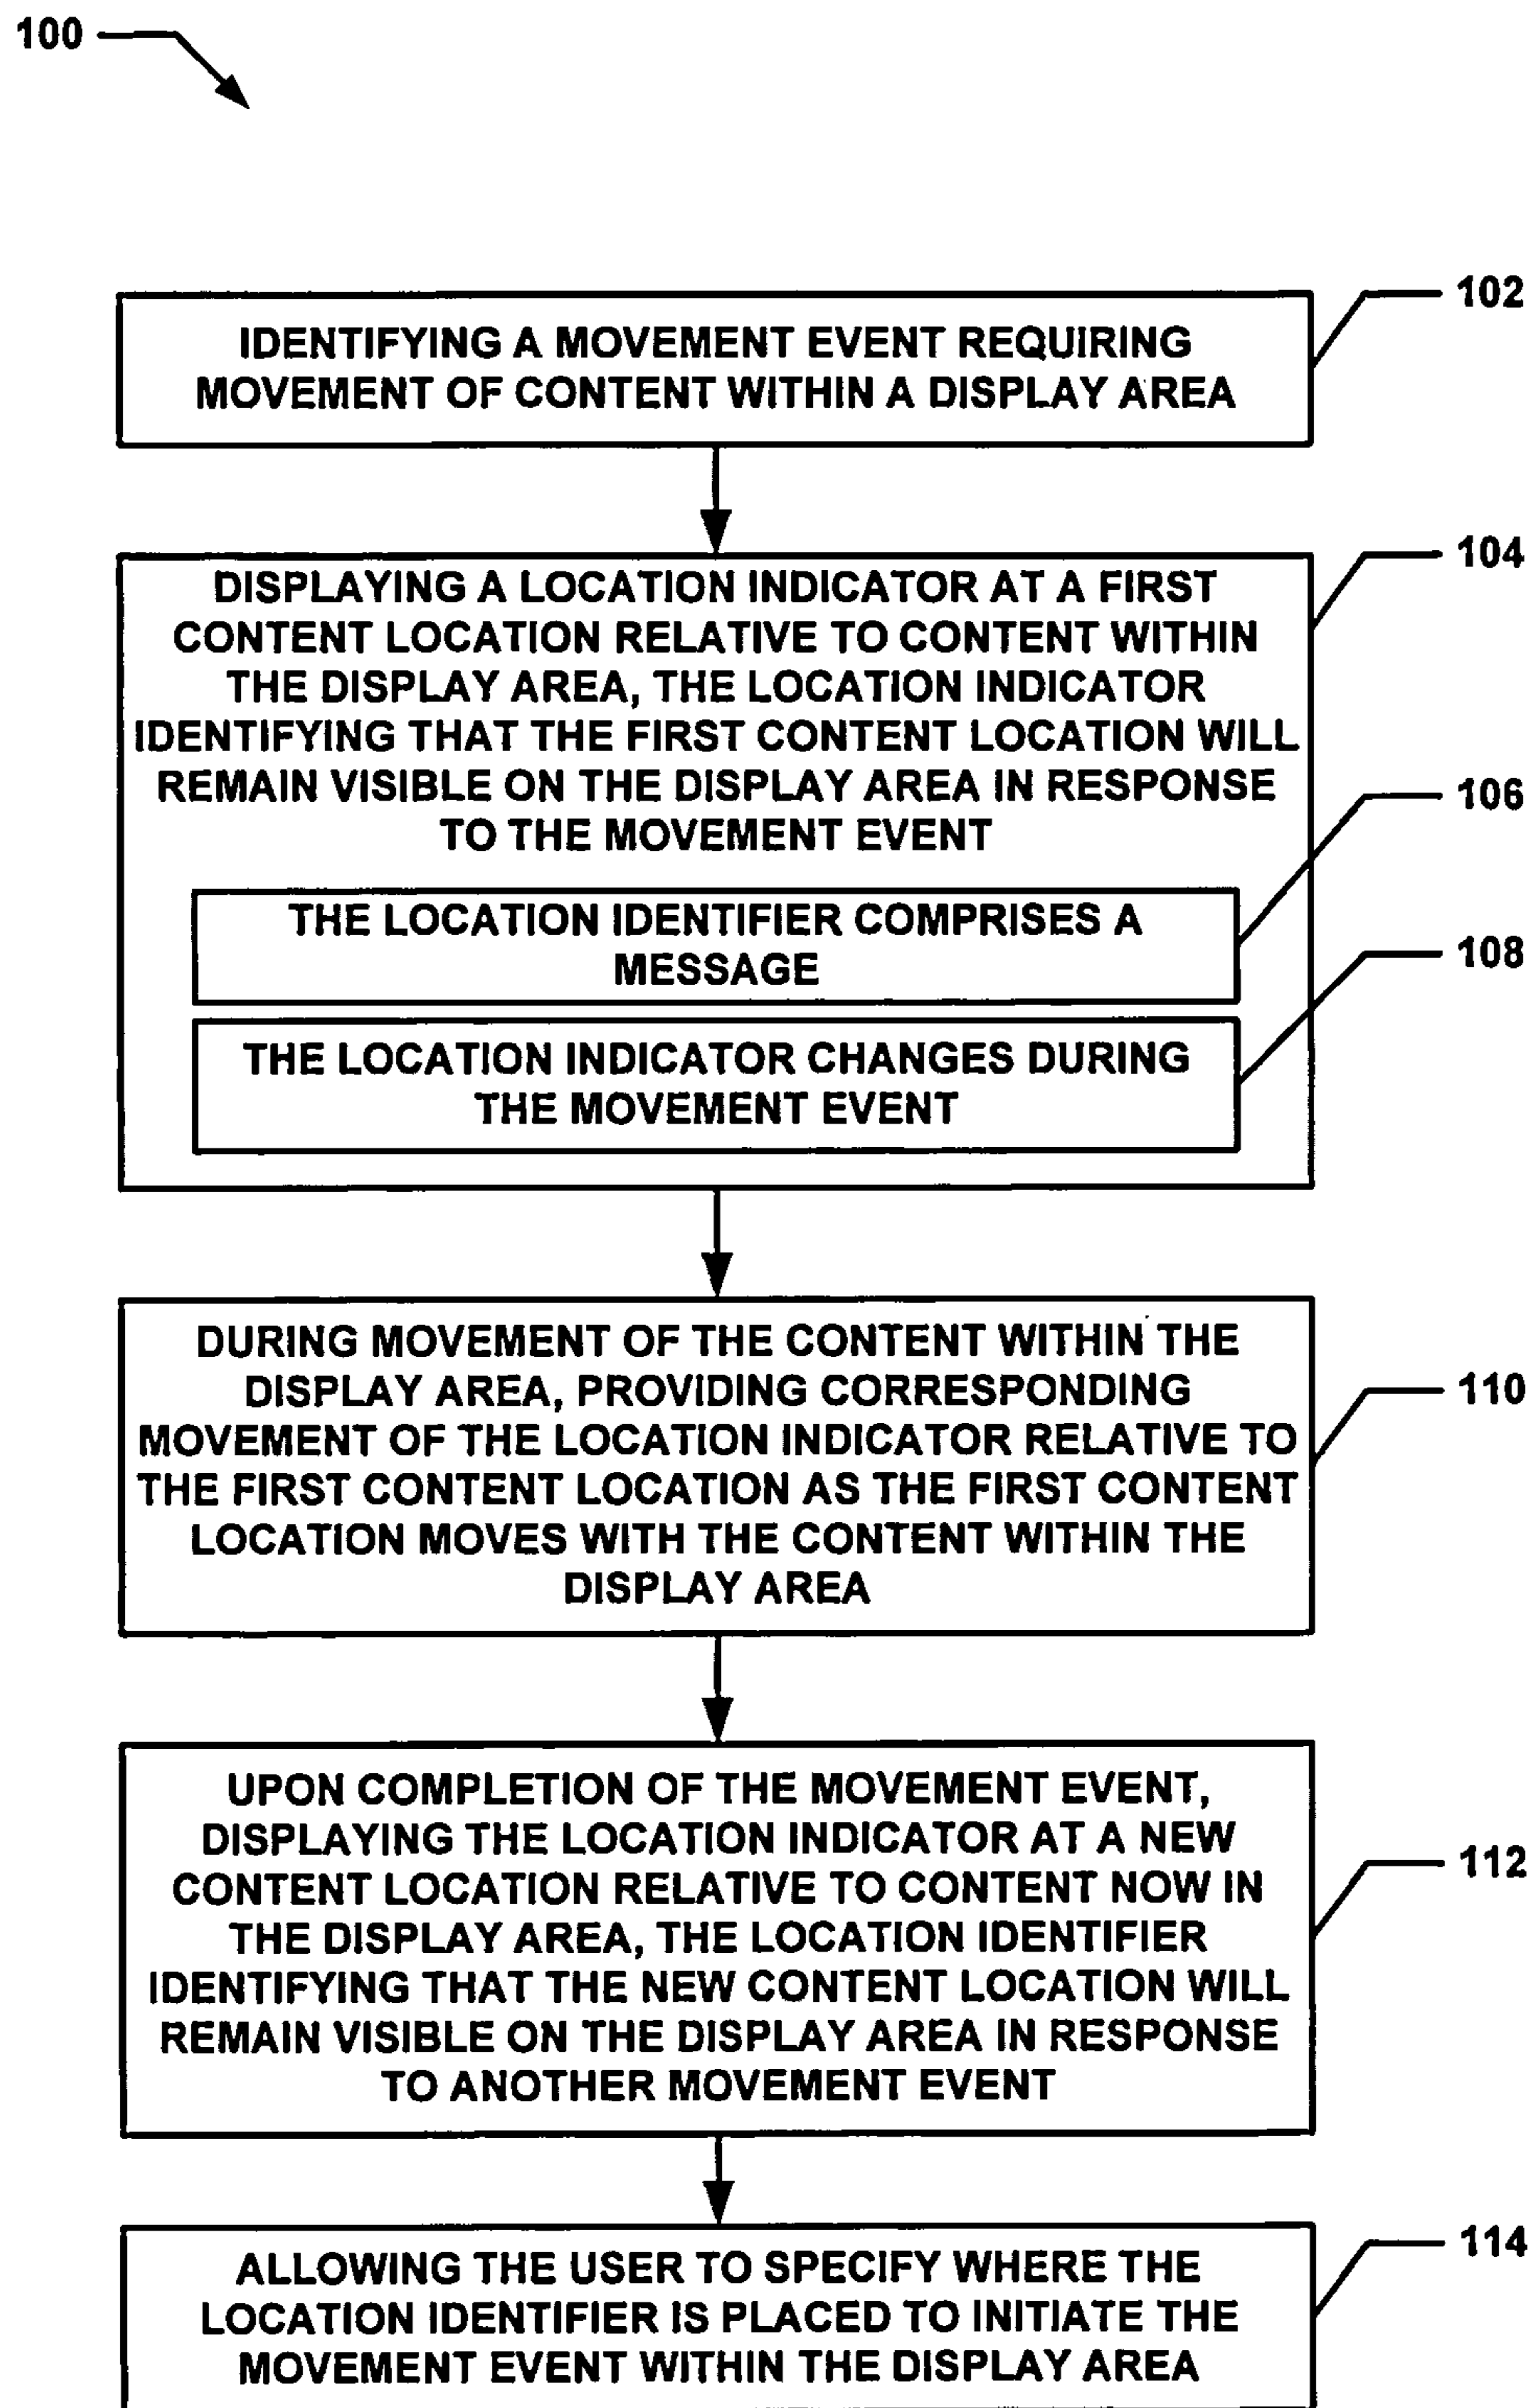 100
102
IDENTIFYING A MOVEMENT EVENT REQUIRING
MOVEMENT OF CONTENT WITHIN A DISPLAY AREA
104
DISPLAYING A LOCATION INDICATOR AT A FIRST
CONTENT LOCATION RELATIVE TO CONTENT WITHIN
THE DISPLAY AREA, THE LOCATION INDICATOR
IDENTIFYING THAT THE FIRST CONTENT LOCATION WILL
REMAIN VISIBLE ON THE DISPLAY AREA IN RESPONSE
TO THE MOVEMENT EVENT
106
THE LOCATION IDENTIFIER COMPRISES A
MESSAGE
108
THE LOCATION INDICATOR CHANGES DURING
THE MOVEMENT EVENT
110
DURING MOVEMENT OF THE CONTENT WITHIN THE
DISPLAY AREA, PROVIDING CORRESPONDING
MOVEMENT OF THE LOCATION INDICATOR RELATIVE TO
THE FIRST CONTENT LOCATION AS THE FIRST CONTENT
LOCATION MOVES WITH THE CONTENT WITHIN THE
DISPLAY AREA
112
UPON COMPLETION OF THE MOVEMENT EVENT,
DISPLAYING THE LOCATION INDICATOR AT A NEW
CONTENT LOCATION RELATIVE TO CONTENT NOW IN
THE DISPLAY AREA, THE LOCATION IDENTIFIER
IDENTIFYING THAT THE NEW CONTENT LOCATION WILL
REMAIN VISIBLE ON THE DISPLAY AREA IN RESPONSE
TO ANOTHER MOVEMENT EVENT
114
ALLOWING THE USER TO SPECIFY WHERE THE
LOCATION IDENTIFIER IS PLACED TO INITIATE THE
MOVEMENT EVENT WITHIN THE DISPLAY AREA